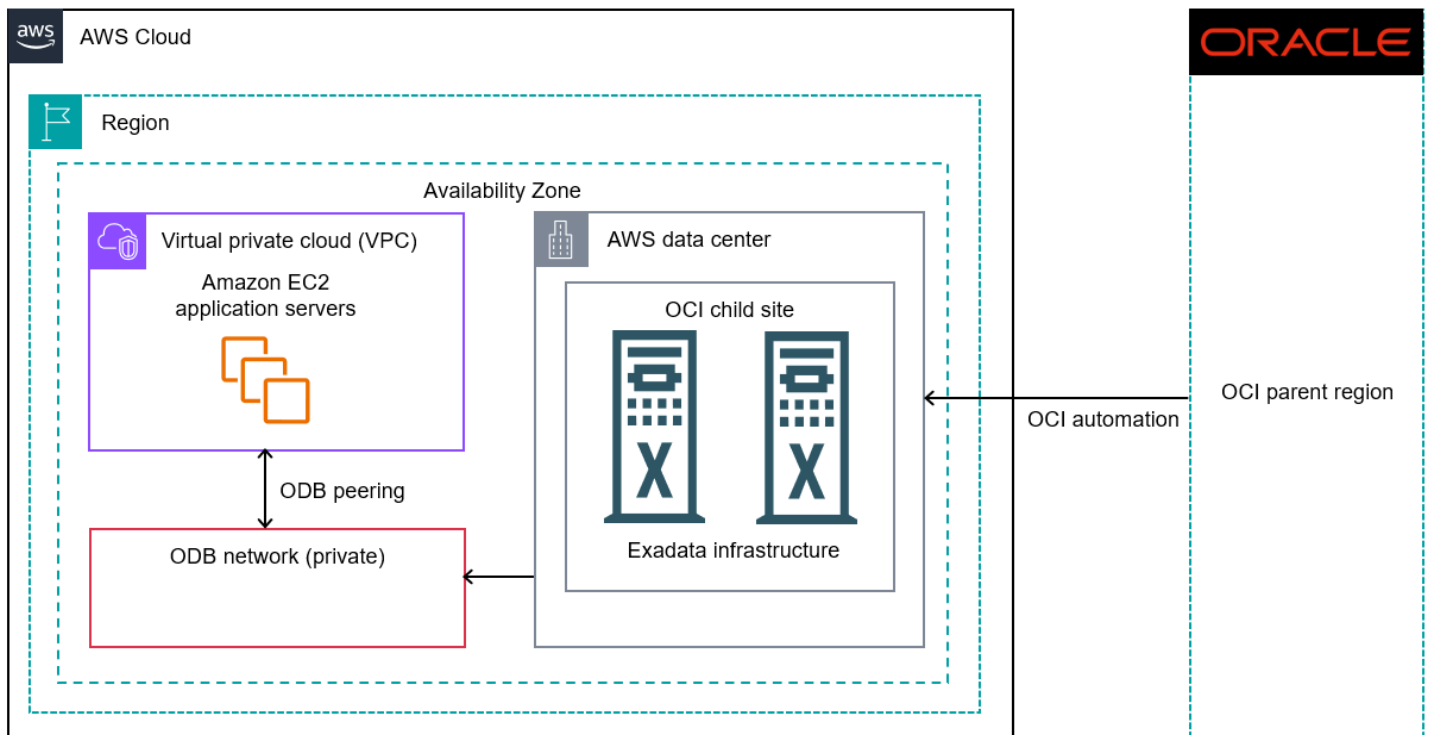 aws
AWS Cloud
ORACLE
Region
Availability Zone
Virtual private cloud (VPC)
Amazon EC2
application servers
AWS data center
OCI child site
X
X
Exadata infrastructure
ODB peering
ODB network (private)
OCI automation
OCI parent region